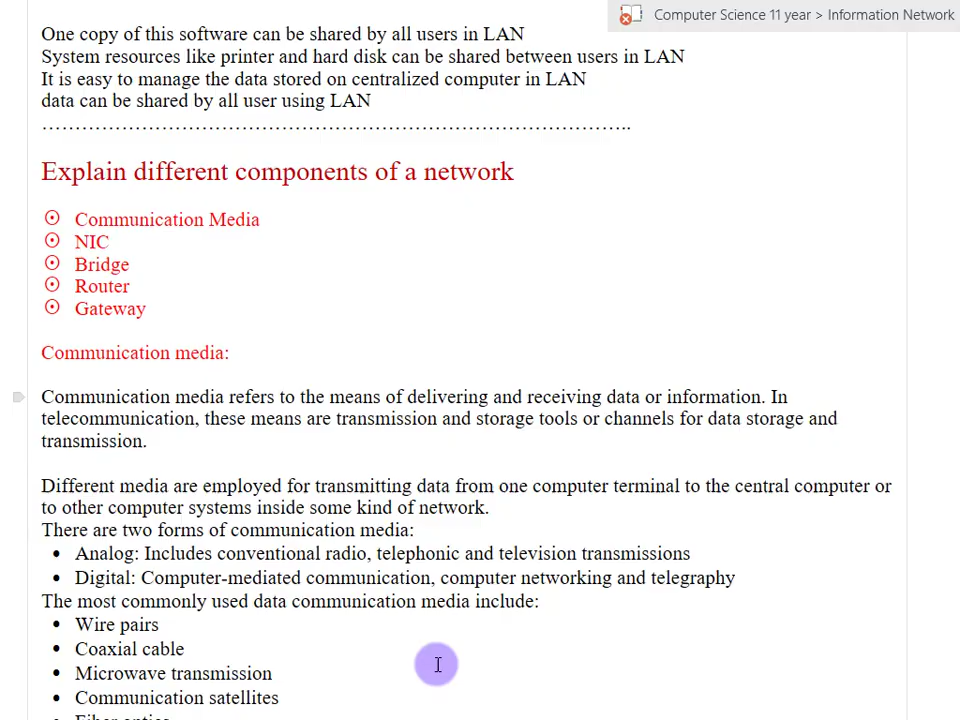 Computer Science 11 year > Information Network
One copy of this software can be shared by all users in LAN
System resources like printer and hard disk can be shared between users in LAN
It is easy to manage the data stored on centralized computer in LAN
data can be shared by all user using LAN
…………………………………………………………………………..
Explain different components of a network
Communication Media
NIC
Bridge
Router
Gateway
Communication media:
Communication media refers to the means of delivering and receiving data or information. In
telecommunication, these means are transmission and storage tools or channels for data storage and
transmission.
Different media are employed for transmitting data from one computer terminal to the central computer or
to other computer systems inside some kind of network.
There are two forms of communication media:
• Analog: Includes conventional radio, telephonic and television transmissions
• Digital: Computer-mediated communication, computer networking and telegraphy
The most commonly used data communication media include:
• Wire pairs
• Coaxial cable
• Microwave transmission
• Communication satellites
• Fiber optics